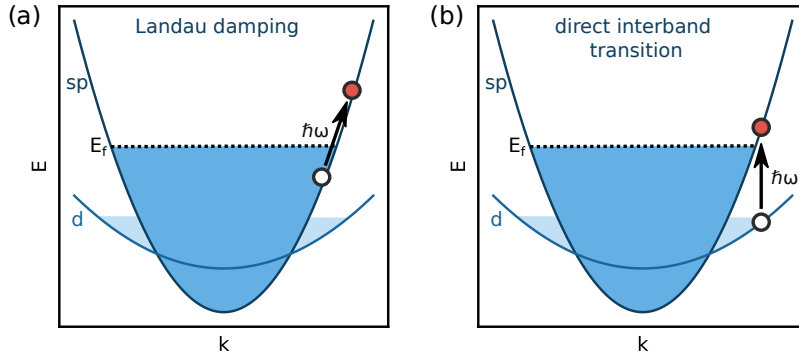 (a)
Landau damping
sp
ħω
E_f
E
d
k
(b)
direct interband
transition
sp
E_f
E
ħω
d
k